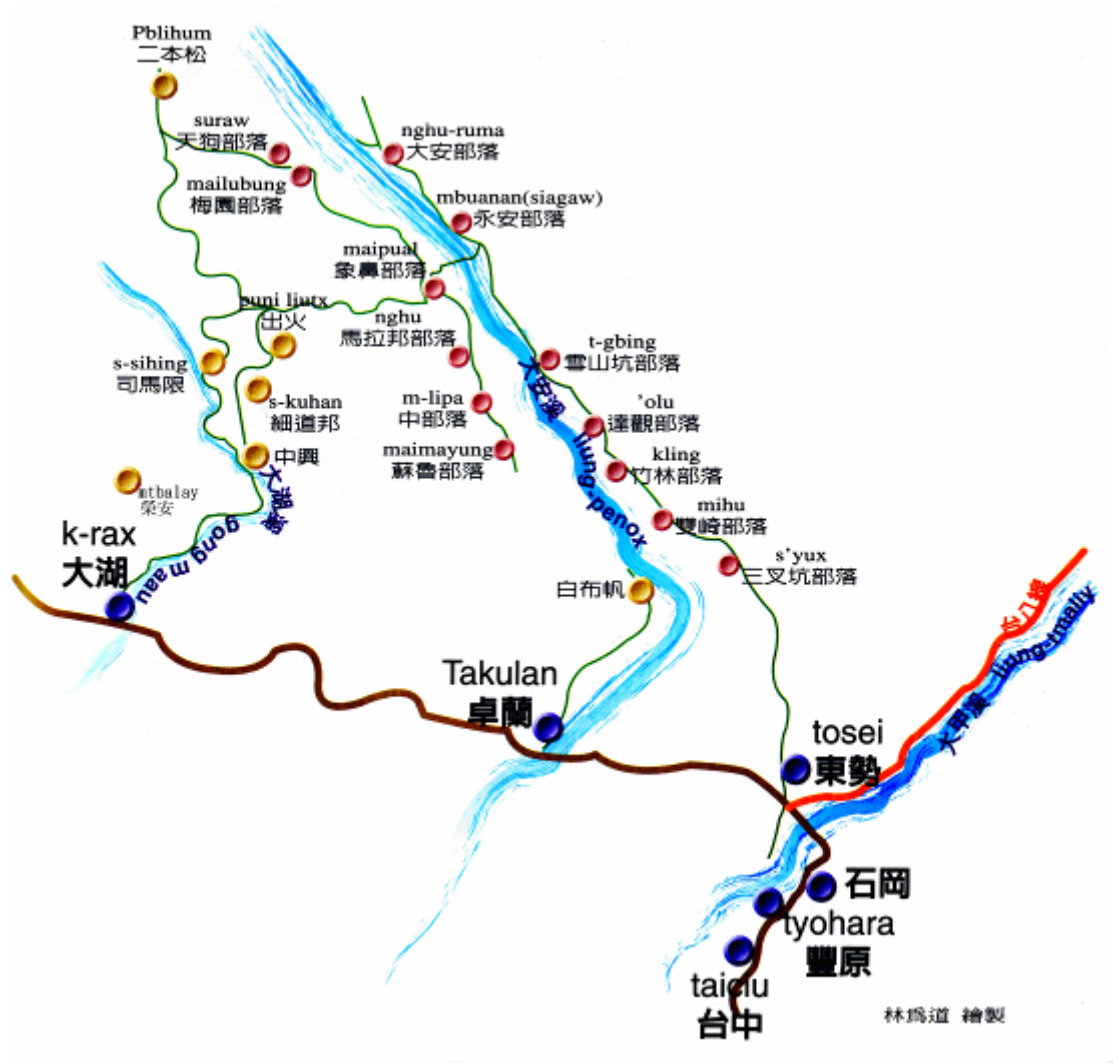 Pblihum
二本松
suraw
天狗部落
mailubung
梅園部落
nghu-ruma
大安部落
mbuanan(siagaw)
永安部落
maipual
象鼻部落
puni liutx
出火
nghu
馬拉邦部落
s-sihing
司馬限
s-kuhan
細道邦
m-lipa
中部落
maimayung
蘇魯部落
t-gbing
雪山坑部落
'olu
達觀部落
kling
竹林部落
mihu
雙崎部落
s'yux
三叉坑部落
中興
mtbalay
榮安
k-rax
大湖
大湖溪
gong maau
大安溪
liung-penox
白布帆
Takulan
卓蘭
tosei
東勢
大甲溪
石岡
tyohara
豐原
taiciu
台中
林為道 繪製